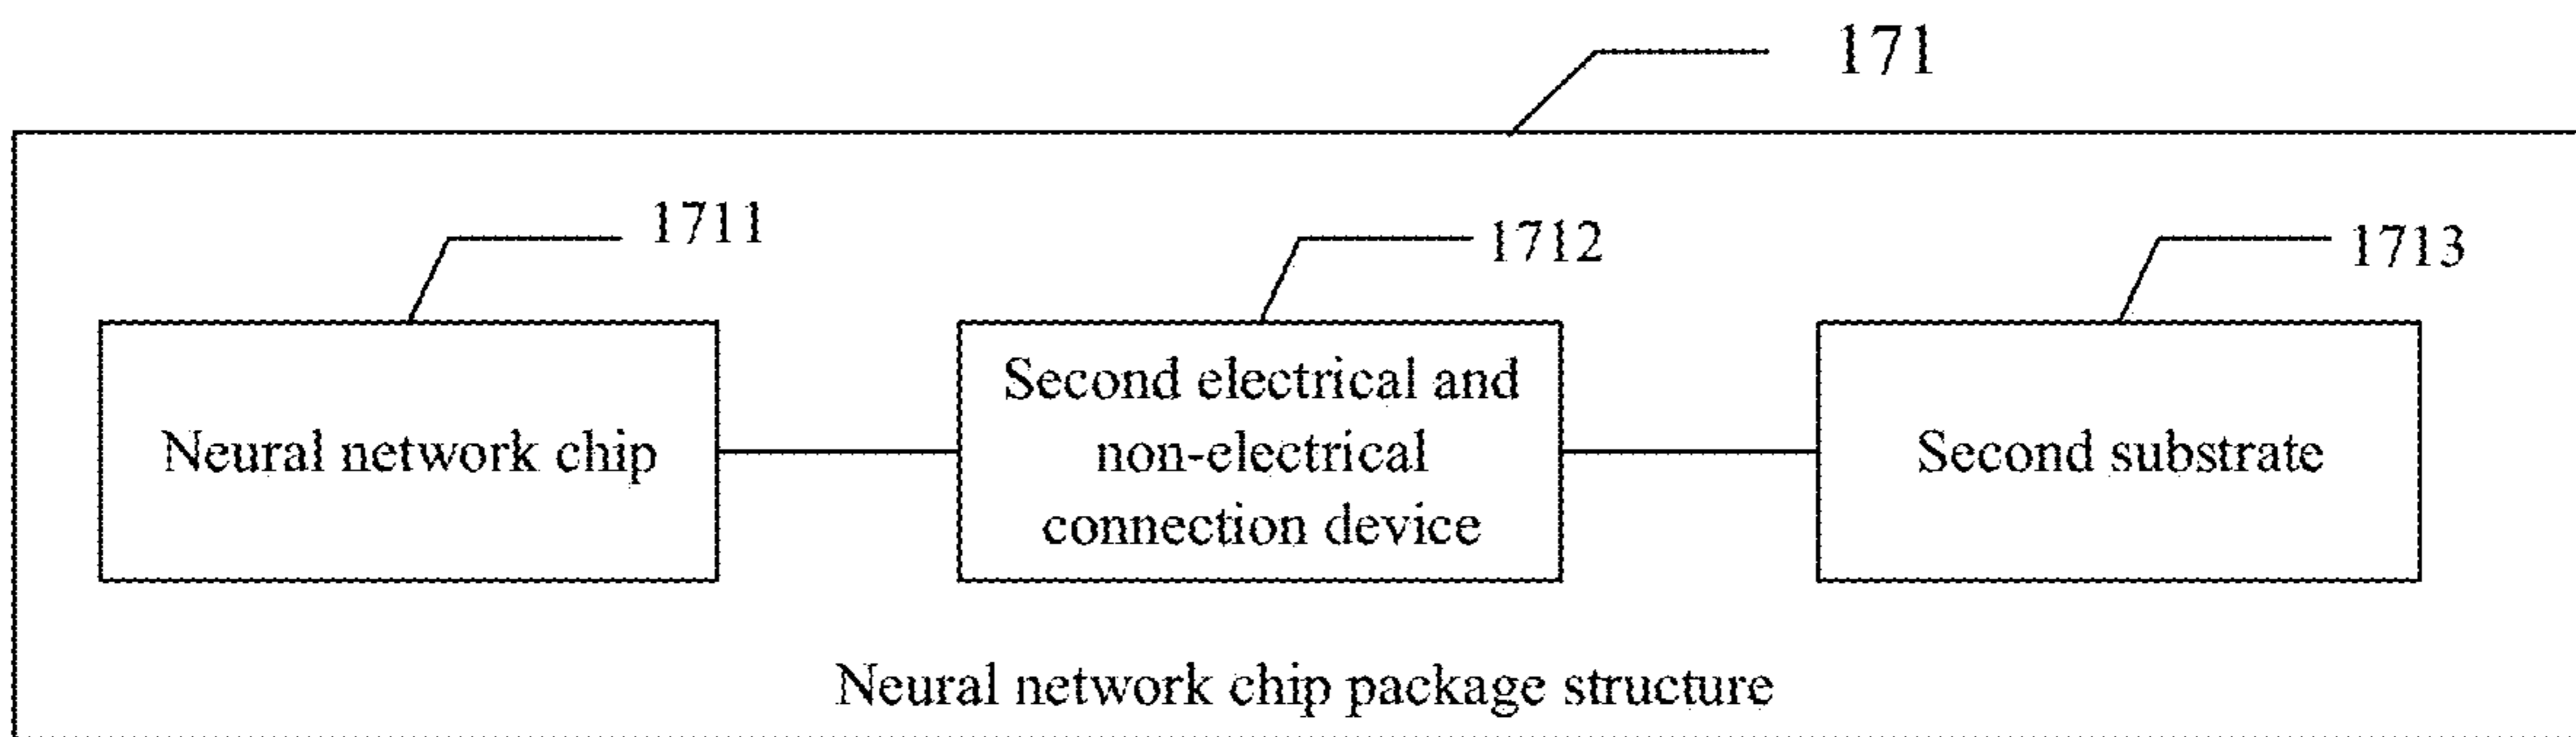 171
1711
1712
1713
Neural network chip
Second electrical and
non-electrical
connection device
Second substrate
Neural network chip package structure